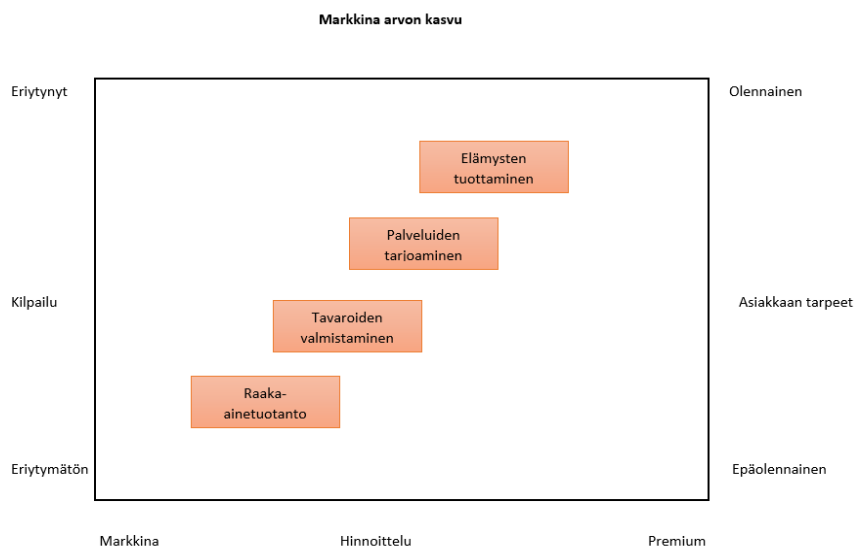 Markkina arvon kasvu
Eriytynyt
Olennainen
Elämysten
tuottaminen
Palveluiden
tarjoaminen
Kilpailu
Asiakkaan tarpeet
Tavaroiden
valmistaminen
Raaka-
ainetuotanto
Eriytymätön
Epäolennainen
Markkina
Hinnoittelu
Premium